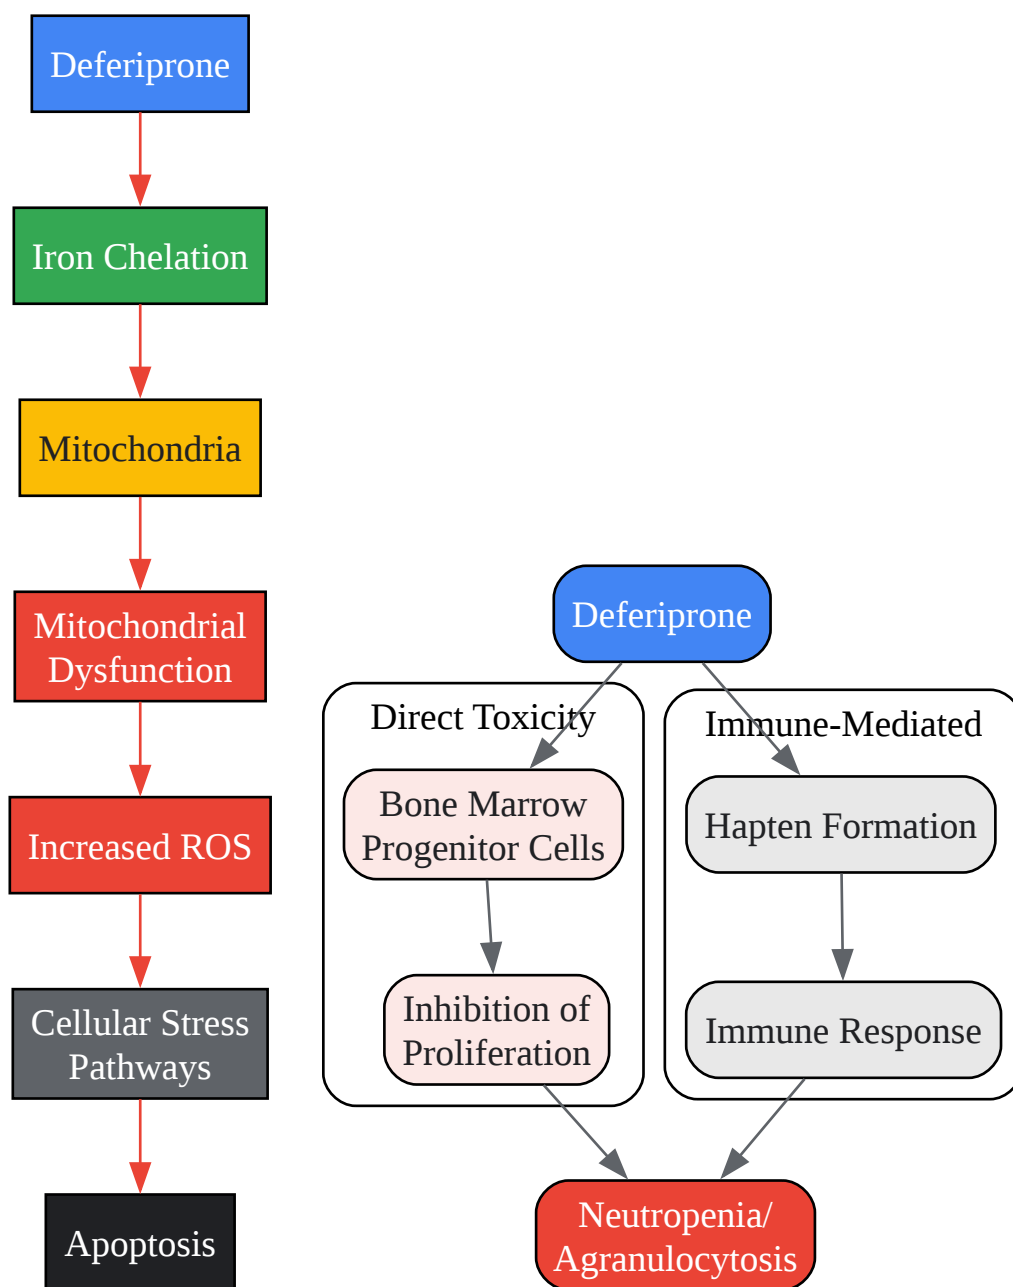 Deferiprone
Iron Chelation
Mitochondria
Mitochondrial
Dysfunction
Increased ROS
Cellular Stress
Pathways
Apoptosis
Deferiprone
Direct Toxicity
Bone Marrow
Progenitor Cells
Inhibition of
Proliferation
Immune-Mediated
Hapten Formation
Immune Response
Neutropenia/
Agranulocytosis